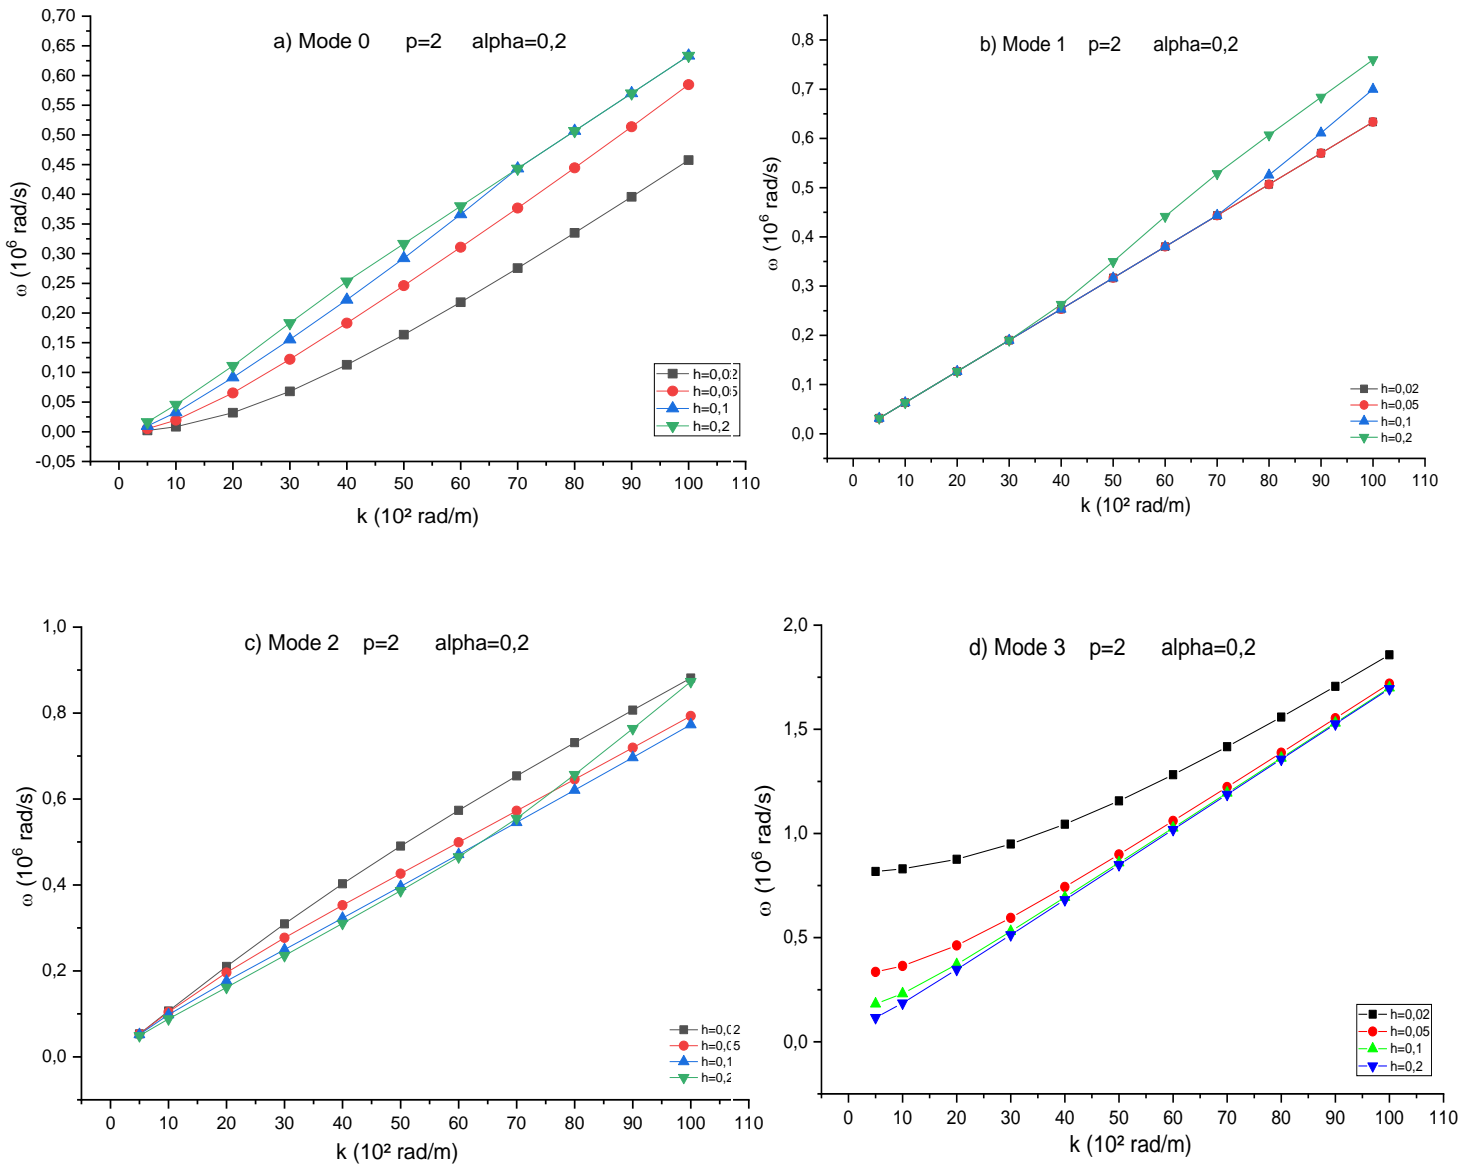 a) Mode 0 p=2 alpha=0,2
0,70
0,65
0,60
0,55
0,50
0,45
0,40
0,35
0,30
0,25
0,20
0,15
0,10
0,05
0,00
-0,05
ω (10⁶ rad/s)
h=0,02
h=0,05
h=0,1
h=0,2
0 10 20 30 40 50 60 70 80 90 100 110
k (10² rad/m)
b) Mode 1 p=2 alpha=0,2
0,8
0,7
0,6
0,5
0,4
0,3
0,2
0,1
0,0
ω (10⁶ rad/s)
h=0,02
h=0,05
h=0,1
h=0,2
0 10 20 30 40 50 60 70 80 90 100 110
k (10² rad/m)
c) Mode 2 p=2 alpha=0,2
1,0
0,8
0,6
0,4
0,2
0,0
ω (10⁶ rad/s)
h=0,02
h=0,05
h=0,1
h=0,2
0 10 20 30 40 50 60 70 80 90 100 110
k (10² rad/m)
d) Mode 3 p=2 alpha=0,2
2,0
1,5
1,0
0,5
0,0
ω (10⁶ rad/s)
h=0,02
h=0,05
h=0,1
h=0,2
0 10 20 30 40 50 60 70 80 90 100 110
k (10² rad/m)